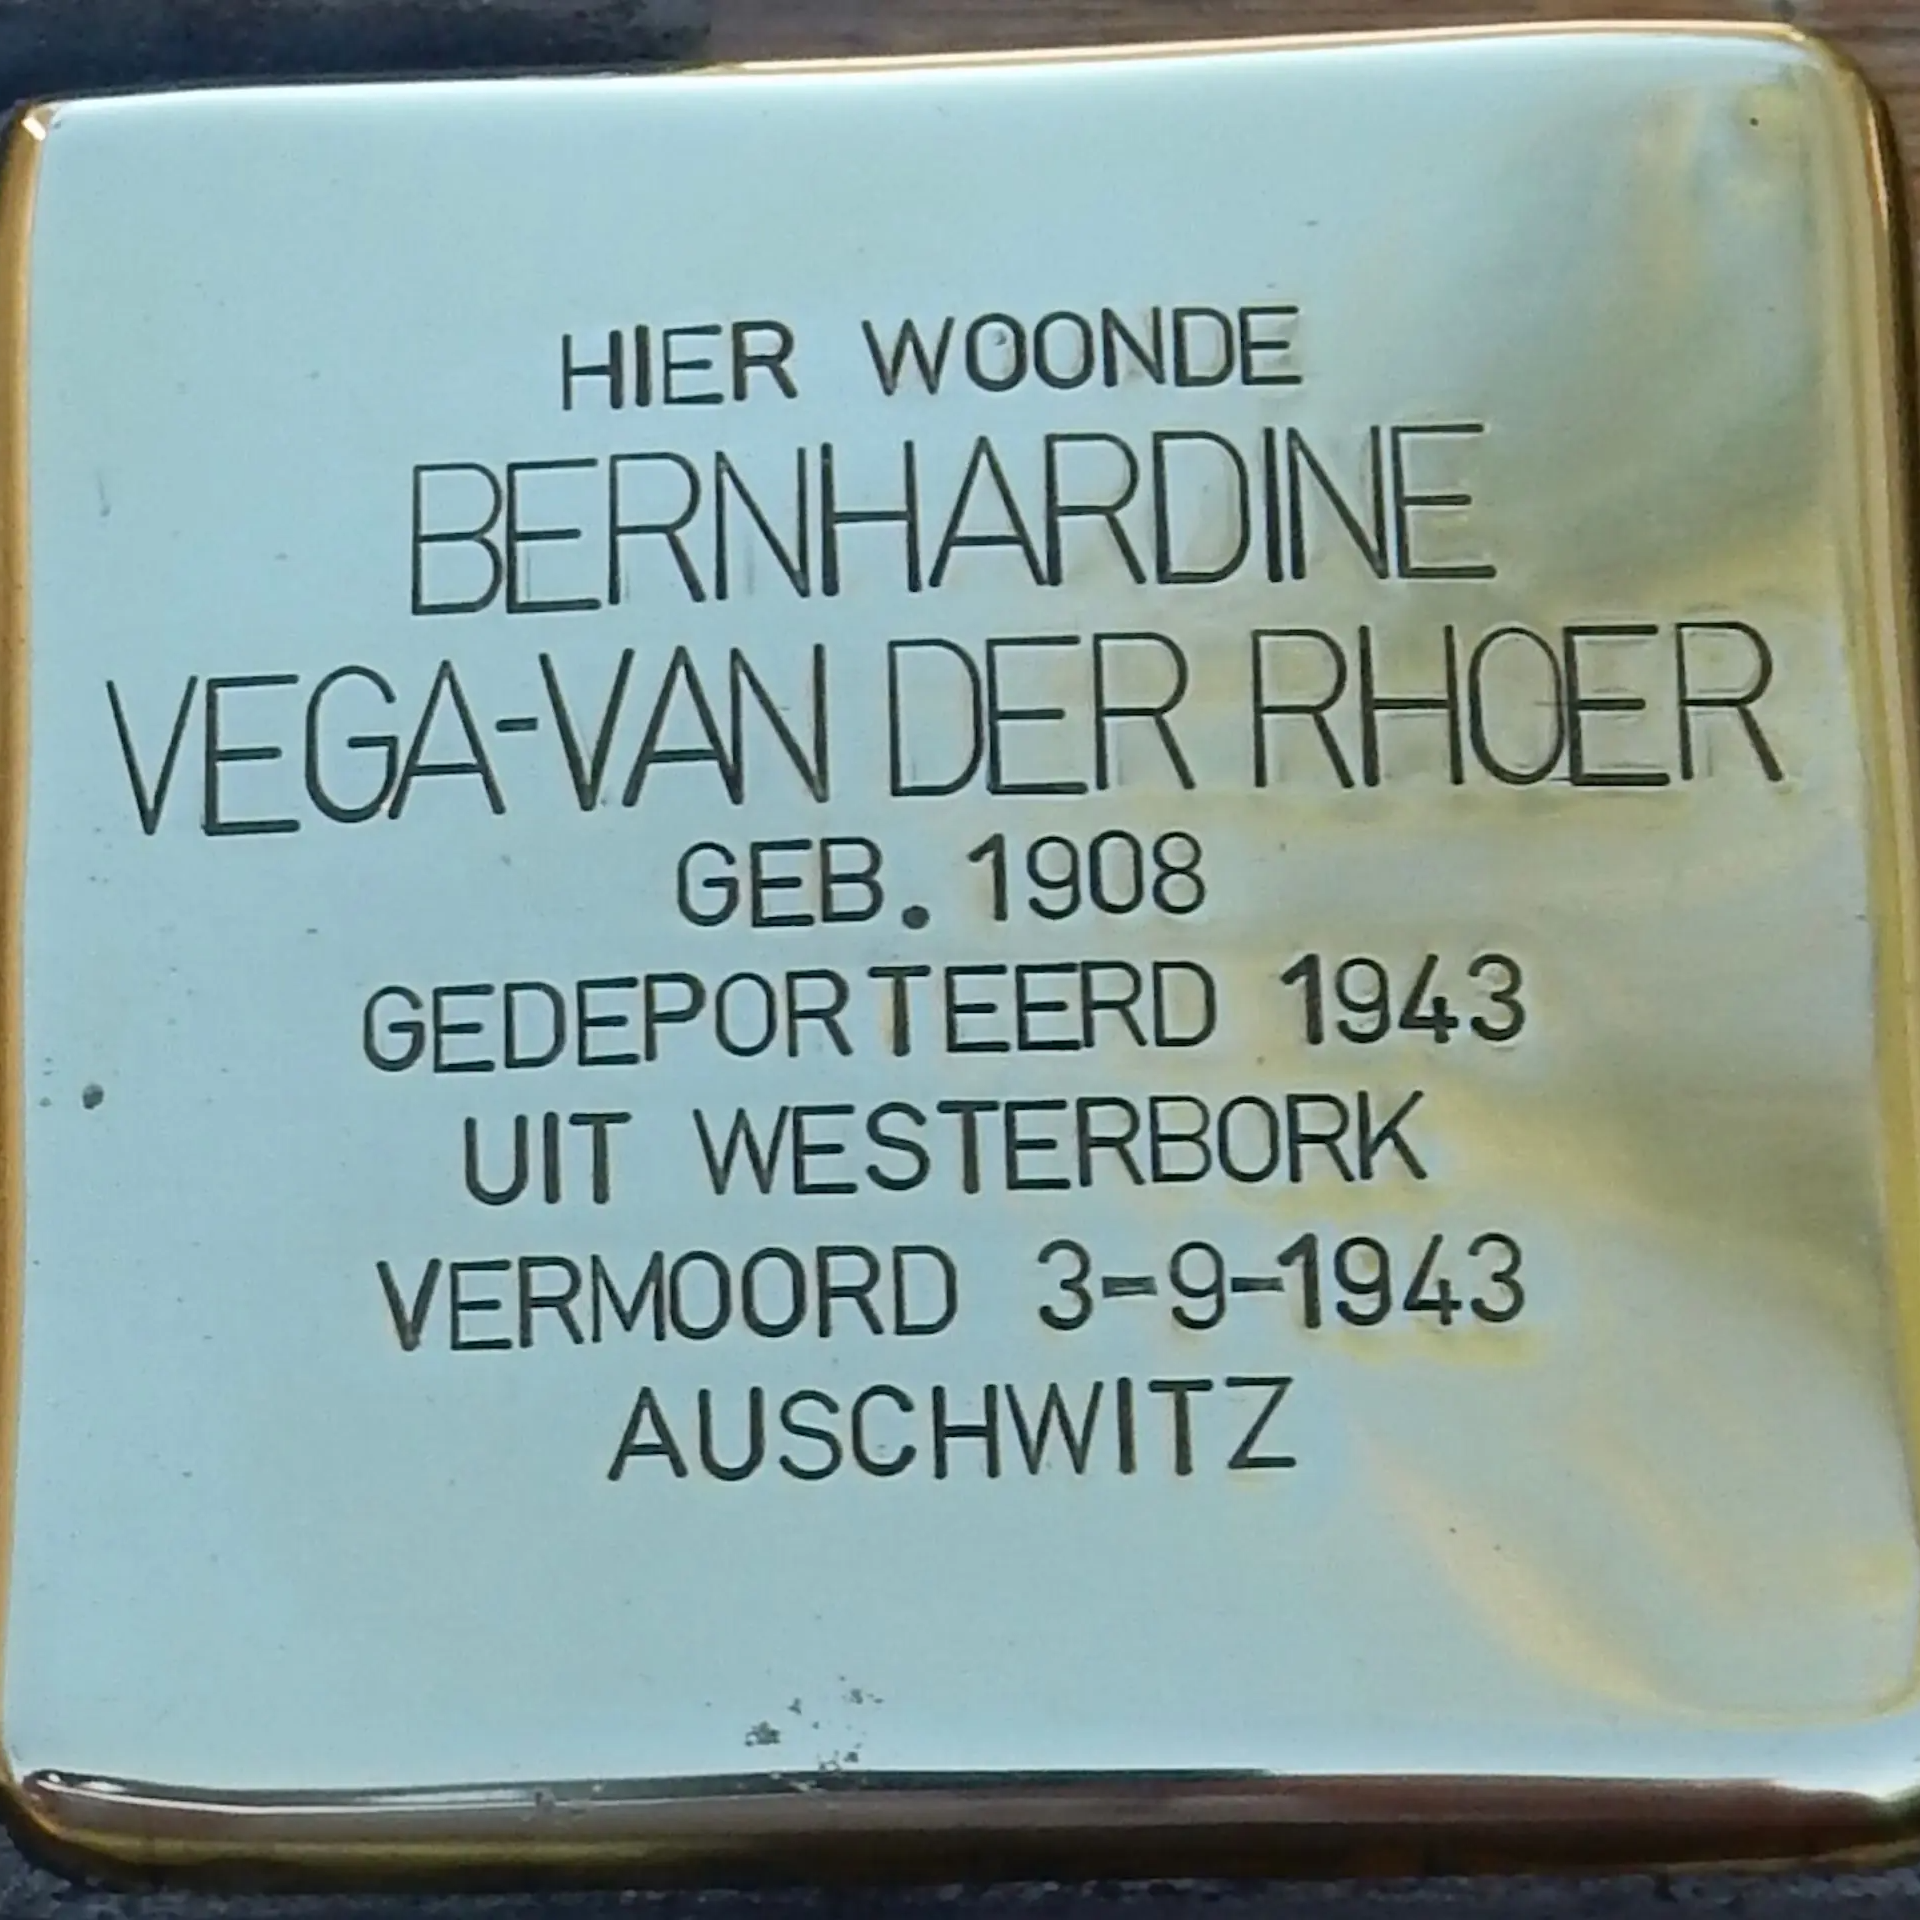 HIER WOONDE
BERNHARDINE
VEGA-VAN DER RHOER
GEB. 1908
GEDEPORTEERD 1943
UIT WESTERBORK
VERMOORD 3-9-1943
AUSCHWITZ